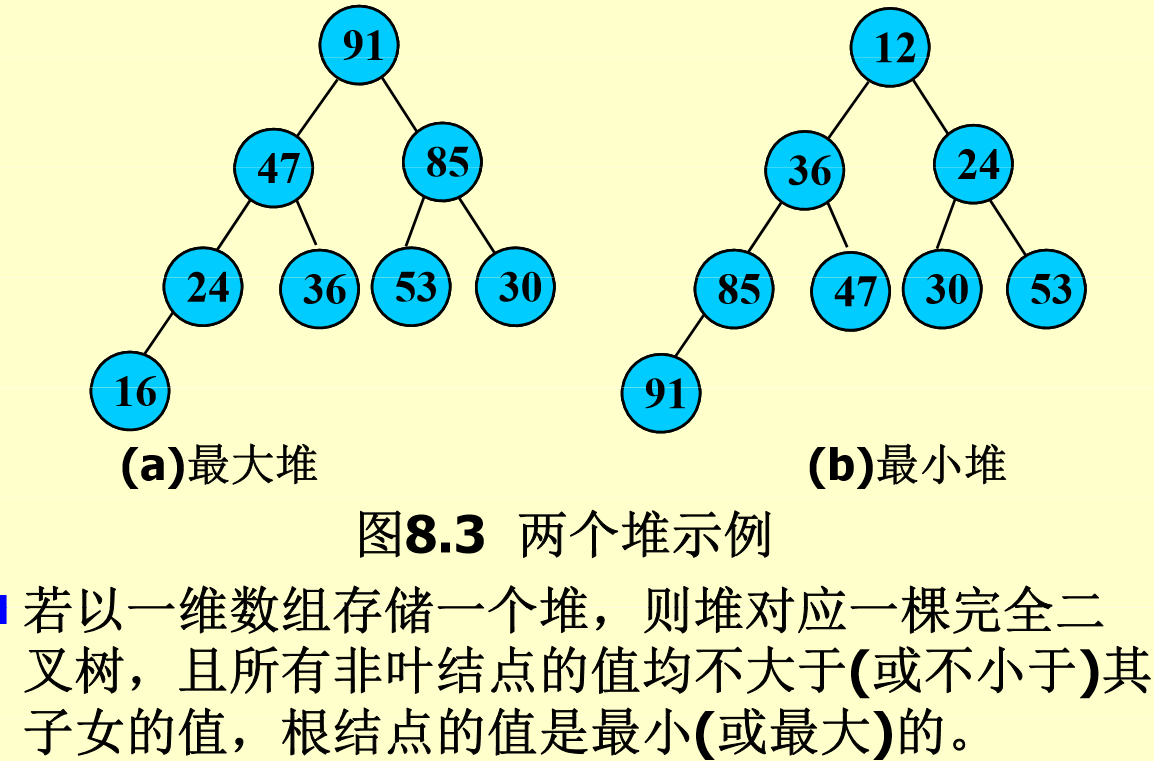 91 12
47 85 36 24
24 36 53 30 85 47 30 53
16 91
(a)最大堆 (b)最小堆
图8.3 两个堆示例
若以一维数组存储一个堆，则堆对应一棵完全二
叉树，且所有非叶结点的值均不大于(或不小于)其
子女的值，根结点的值是最小(或最大)的。